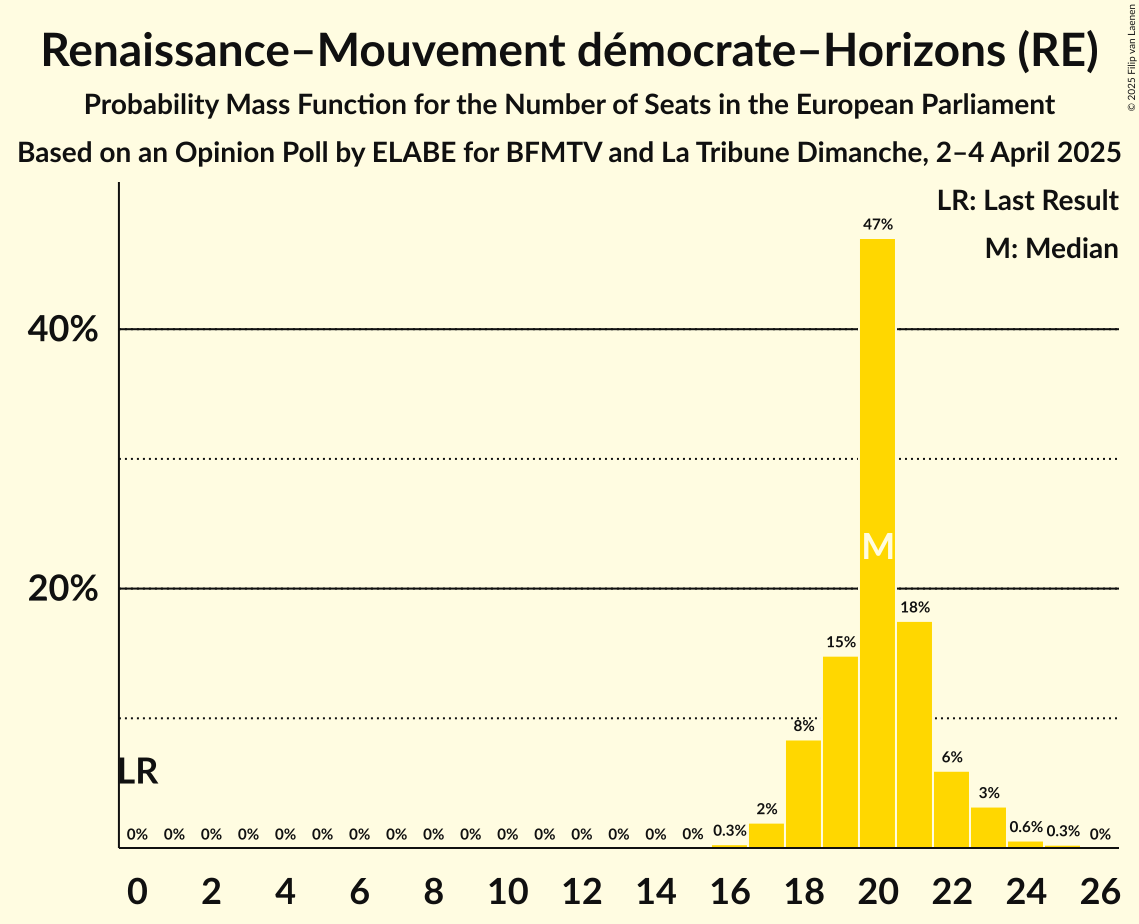 Renaissance–Mouvement démocrate–Horizons (RE)
Probability Mass Function for the Number of Seats in the European Parliament
Based on an Opinion Poll by ELABE for BFMTV and La Tribune Dimanche, 2–4 April 2025
© 2025 Filip van Laenen
LR: Last Result
M: Median
47%
40%
M
20%
18%
15%
8%
LR
6%
3%
2%
0% 0% 0% 0% 0% 0% 0% 0% 0% 0% 0% 0% 0% 0% 0% 0% 0.3% 0.6% 0.3% 0%
0 2 4 6 8 10 12 14 16 18 20 22 24 26